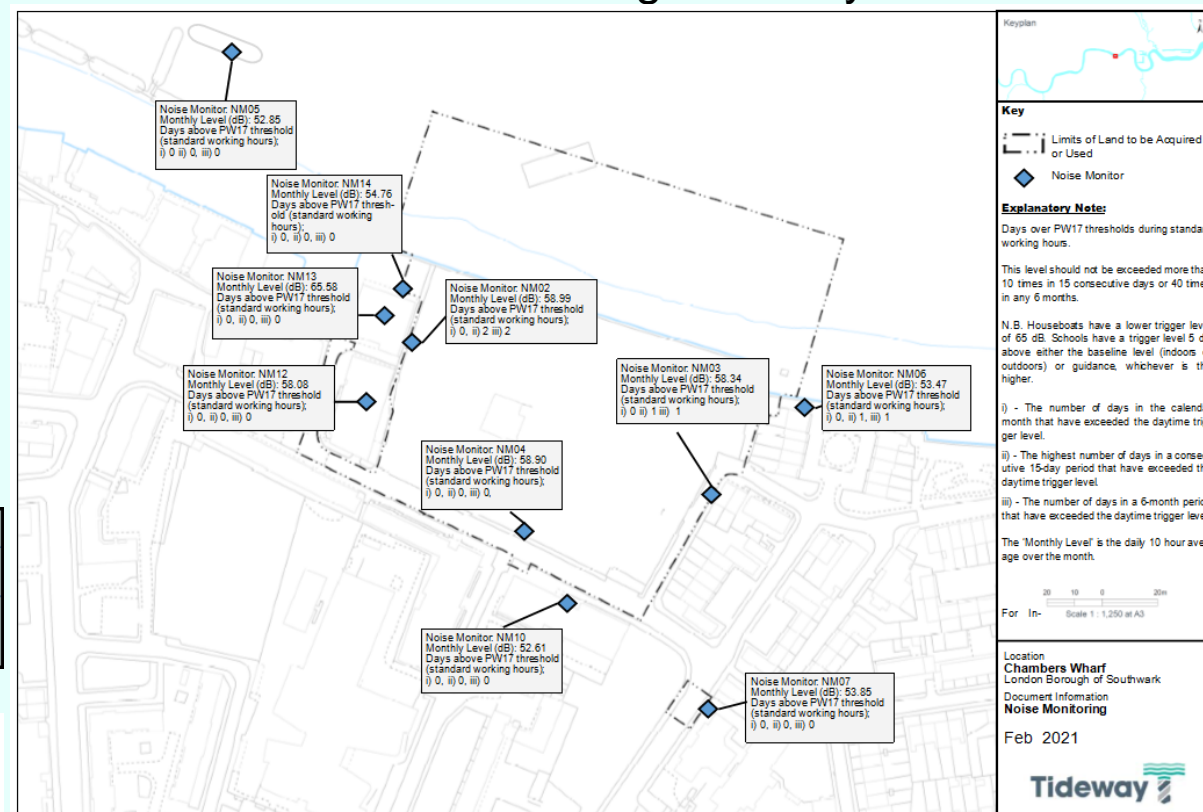 Noise Monitor: NM05
Monthly Level (dB): 52.85
Days above PW17 threshold
(standard working hours);
i) 0 ii) 0, iii) 0
Noise Monitor: NM14
Monthly Level (dB): 54.76
Days above PW17 thresh-
old (standard working
hours);
i) 0, ii) 0, iii) 0
Noise Monitor: NM13
Monthly Level (dB): 65.58
Days above PW17 threshold
(standard working hours);
i) 0, ii) 0, iii) 0
Noise Monitor: NM02
Monthly Level (dB): 58.99
Days above PW17 threshold
(standard working hours);
i) 0, ii) 2 iii) 2
Noise Monitor: NM12
Monthly Level (dB): 58.08
Days above PW17 threshold
(standard working hours);
i) 0, ii) 0, iii) 0
Noise Monitor: NM03
Monthly Level (dB): 58.34
Days above PW17 threshold
(standard working hours);
i) 0 ii) 1 iii) 1
Noise Monitor: NM06
Monthly Level (dB): 53.47
Days above PW17 threshold
(standard working hours);
i) 0, ii) 1, iii) 1
Noise Monitor: NM04
Monthly Level (dB): 58.90
Days above PW17 threshold
(standard working hours);
i) 0, ii) 0, iii) 0,
Noise Monitor: NM10
Monthly Level (dB): 52.61
Days above PW17 threshold
(standard working hours);
i) 0, ii) 0, iii) 0
Noise Monitor: NM07
Monthly Level (dB): 53.85
Days above PW17 threshold
(standard working hours);
i) 0, ii) 0, iii) 0
Keyplan
Key
Limits of Land to be Acquired
or Used
Noise Monitor
Explanatory Note:
Days over PW17 thresholds during standa
working hours.
This level should not be exceeded more tha
10 times in 15 consecutive days or 40 time
in any 6 months.
N.B. Houseboats have a lower trigger leve
of 65 dB. Schools have a trigger level 5 d
above either the baseline level (indoors
outdoors) or guidance, whichever is th
higher.
i) - The number of days in the calenda
month that have exceeded the daytime trig
ger level.
ii) - The highest number of days in a consec
utive 15-day period that have exceeded th
daytime trigger level.
iii) - The number of days in a 6-month perio
that have exceeded the daytime trigger leve
The 'Monthly Level' is the daily 10 hour ave
age over the month.
20 10 0 20m
For In- Scale 1 : 1,250 at A3
Location
Chambers Wharf
London Borough of Southwark
Document Information
Noise Monitoring
Feb 2021
Tideway